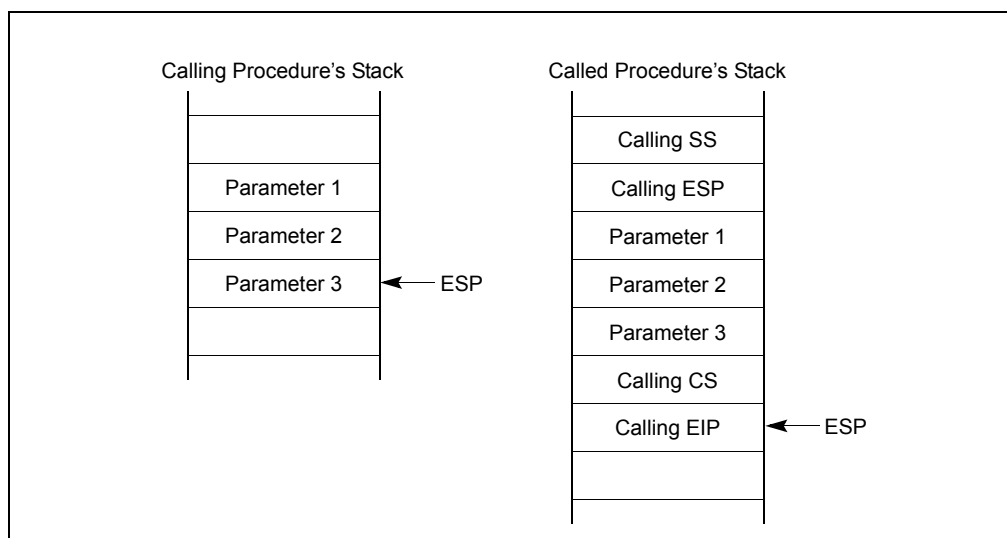 Calling Procedure’s Stack
Parameter 1
Parameter 2
Parameter 3
ESP
Called Procedure’s Stack
Calling SS
Calling ESP
Parameter 1
Parameter 2
Parameter 3
Calling CS
Calling EIP
ESP